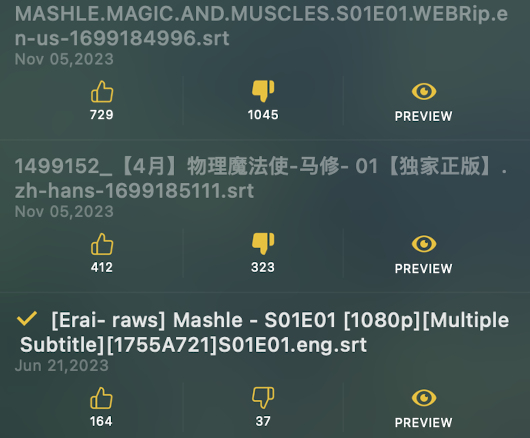 MASHLE.MAGIC.AND.MUSCLES.S01E01.WEBRip.e
n-us-1699184996.srt
Nov 05,2023
729 1045 PREVIEW
1499152_【4月】物理魔法使-马修- 01【独家正版】.
zh-hans-1699185111.srt
Nov 05,2023
412 323 PREVIEW
[Erai- raws] Mashle - S01E01 [1080p][Multiple
Subtitle][1755A721]S01E01.eng.srt
Jun 21,2023
164 37 PREVIEW